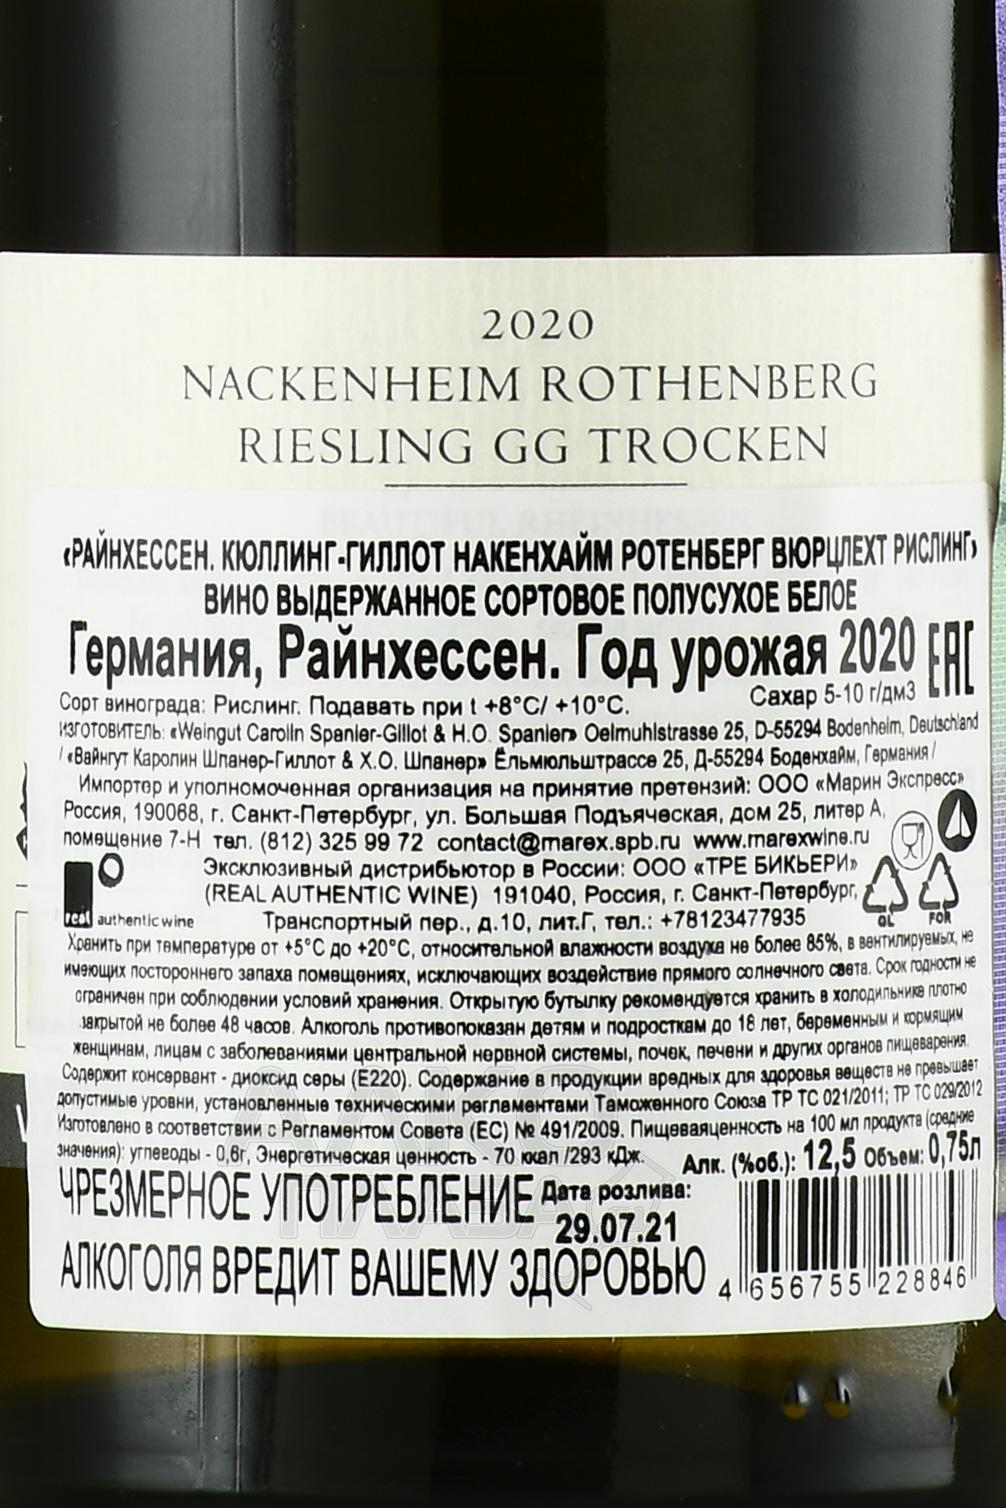 2020
NACKENHEIM ROTHENBERG
RIESLING GG TROCKEN
«РАЙНХЕССЕН. КЮЛЛИНГ-ГИЛЛОТ НАКЕНХАЙМ РОТЕНБЕРГ ВЮРЦЛЕХТ РИСЛИНГ»
ВИНО ВЫДЕРЖАННОЕ СОРТОВОЕ ПОЛУСУХОЕ БЕЛОЕ
Германия, Райнхессен. Год урожая 2020 EAC
Сорт винограда: Рислинг. Подавать при t +8°C/ +10°C. Сахар 5-10 г/дм3
ИЗГОТОВИТЕЛЬ: «Weingut Carolin Spanier-Gillot & H.O. Spanier» Oelmuhlstrasse 25, D-55294 Bodenheim, Deutschland
/ «Вайнгут Каролин Шпанер-Гиллот & Х.О. Шпанер» Ёльмюльштрассе 25, Д-55294 Боденхайм, Германия /
Импортер и уполномоченная организация на принятие претензий: ООО «Марин Экспресс»
Россия, 190068, г. Санкт-Петербург, ул. Большая Подъяческая, дом 25, литер А,
помещение 7-Н тел. (812) 325 99 72 contact@marex.spb.ru www.marexwine.ru
Эксклюзивный дистрибьютор в России: ООО «ТРЕ БИКЬЕРИ»
(REAL AUTHENTIC WINE) 191040, Россия, г. Санкт-Петербург,
real authentic wine Транспортный пер., д.10, лит.Г, тел.: +78123477935
GL FOR
Хранить при температуре от +5°C до +20°C, относительной влажности воздуха не более 85%, в вентилируемых, не
имеющих постороннего запаха помещениях, исключающих воздействие прямого солнечного света. Срок годности не
ограничен при соблюдении условий хранения. Открытую бутылку рекомендуется хранить в холодильнике плотно
закрытой не более 48 часов. Алкоголь противопоказан детям и подросткам до 18 лет, беременным и кормящим
женщинам, лицам с заболеваниями центральной нервной системы, почек, печени и других органов пищеварения.
Содержит консервант - диоксид серы (Е220). Содержание в продукции вредных для здоровья веществ не превышает
допустимые уровни, установленные техническими регламентами Таможенного Союза ТР ТС 021/2011; ТР ТС 029/2012
Изготовлено в соответствии с Регламентом Совета (ЕС) № 491/2009. Пищеваяценность на 100 мл продукта (средние
значения): углеводы - 0,6г, Энергетическая ценность - 70 ккал /293 кДж. Алк. (%об.): 12,5 Объем: 0,75л
ЧРЕЗМЕРНОЕ УПОТРЕБЛЕНИЕ Дата розлива:
29.07.21
АЛКОГОЛЯ ВРЕДИТ ВАШЕМУ ЗДОРОВЬЮ
4 656755 228846